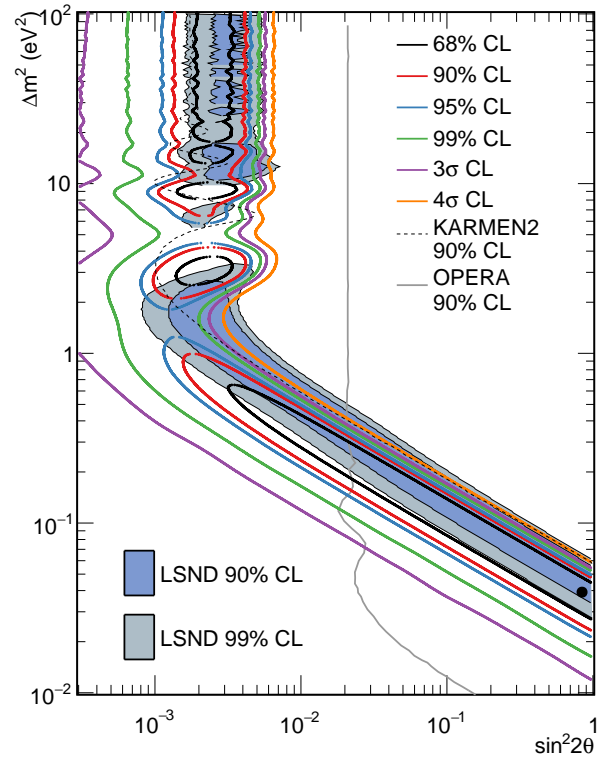 10²
Δm² (eV²)
68% CL
90% CL
95% CL
99% CL
3σ CL
4σ CL
KARMEN2
90% CL
OPERA
90% CL
10
1
10⁻¹
LSND 90% CL
LSND 99% CL
10⁻²
10⁻³ 10⁻² 10⁻¹ 1
sin²2θ